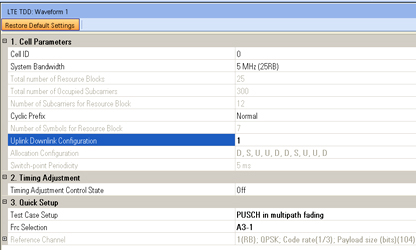 LTE TDD: Waveform 1
Restore Default Settings
1. Cell Parameters
Cell ID 0
System Bandwidth 5 MHz (25RB)
Total number of Resource Blocks 25
Total number of Occupied Subcarriers 300
Number of Subcarriers for Resource Block 12
Cyclic Prefix Normal
Number of Symbols for Resource Block 7
Uplink Downlink Configuration 1
Allocation Configuration D, S, U, U, D, D, S, U, U, D
Switch-point Periodicity 5 ms
2. Timing Adjustment
Timing Adjustment Control State Off
3. Quick Setup
Test Case Setup PUSCH in multipath fading
Frc Selection A3-1
Reference Channel 1(RB), QPSK, Code rate(1/3), Payload size (bits)(104)